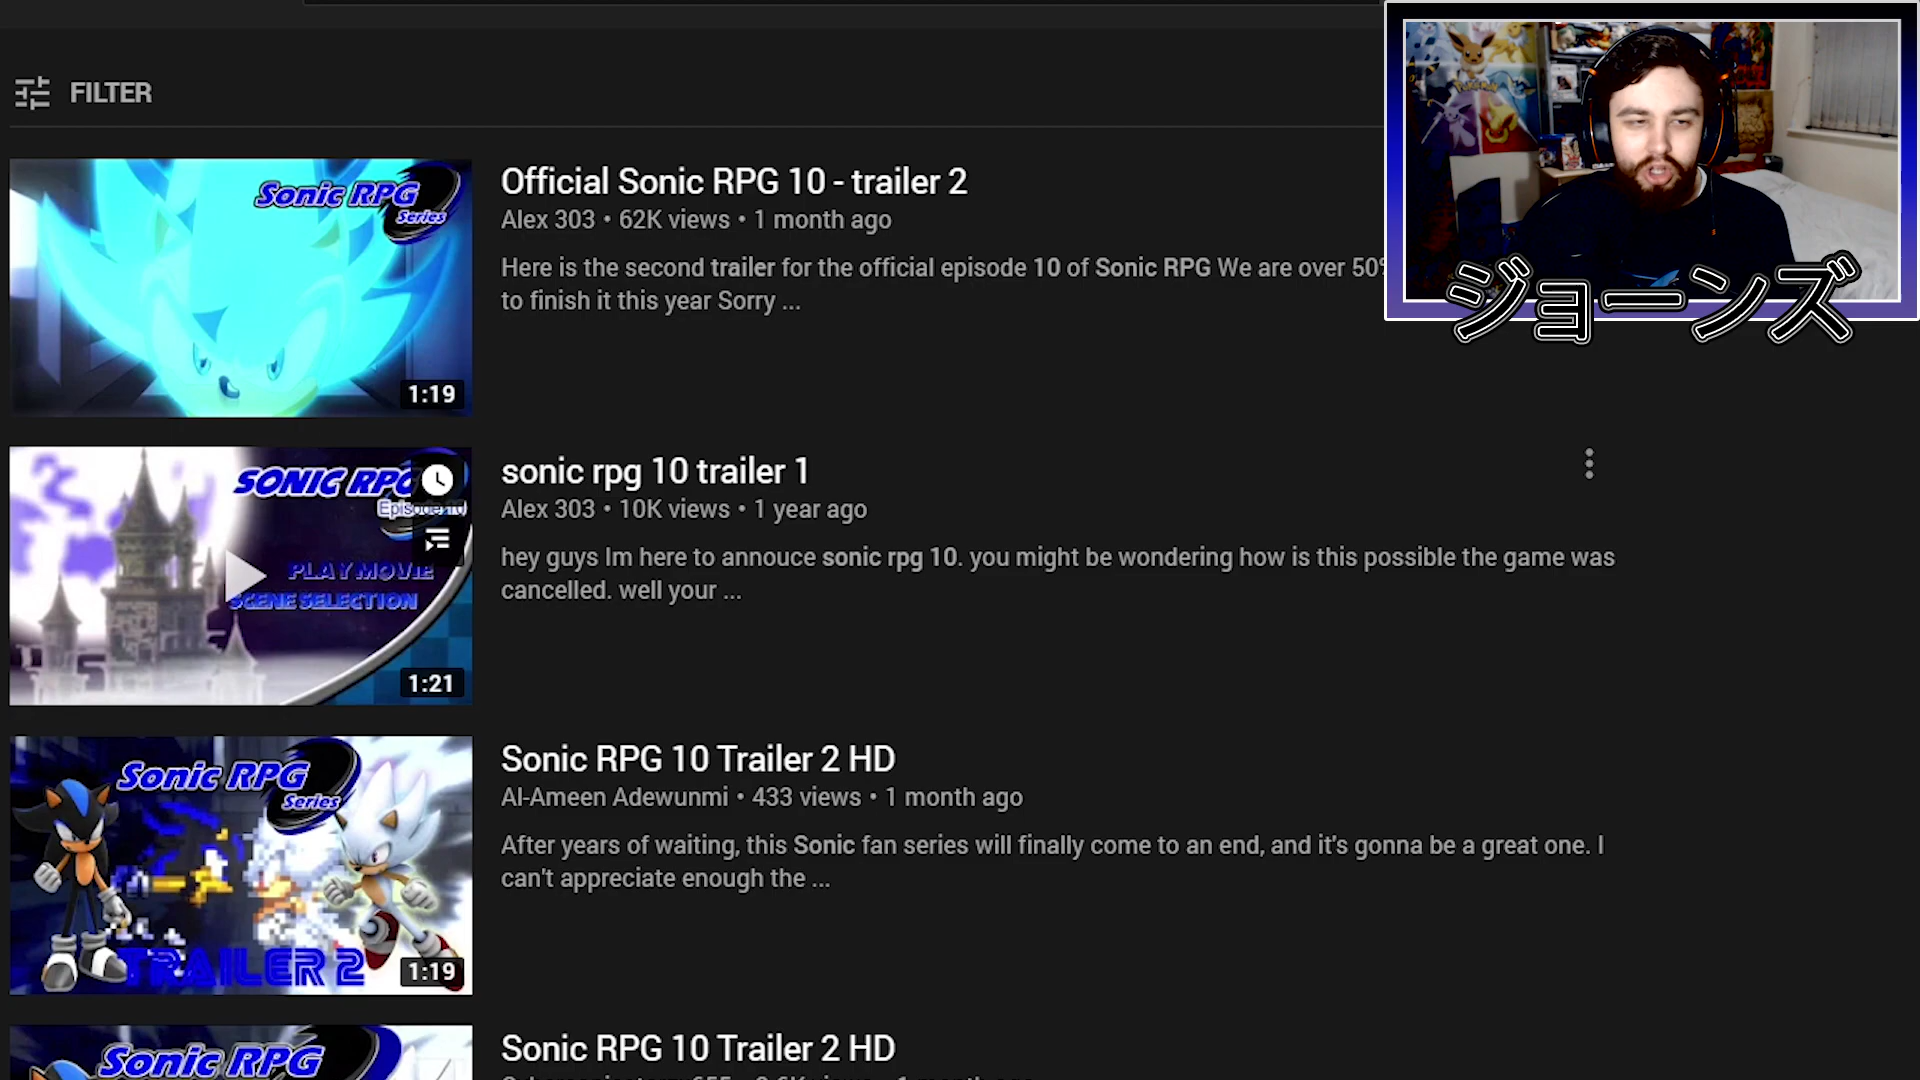 FILTER
Sonic RPG
Series
1:19
Official Sonic RPG 10 - trailer 2
Alex 303 • 62K views • 1 month ago
Here is the second trailer for the official episode 10 of Sonic RPG We are over 50%
to finish it this year Sorry ...
ジョーンズ
Pokémon
SONIC RPG
Episode 10
PLAY MOVIE
SCENE SELECTION
1:21
sonic rpg 10 trailer 1
Alex 303 • 10K views • 1 year ago
hey guys Im here to annouce sonic rpg 10. you might be wondering how is this possible the game was
cancelled. well your ...
Sonic RPG
Series
TRAILER 2
1:19
Sonic RPG 10 Trailer 2 HD
Al-Ameen Adewunmi • 433 views • 1 month ago
After years of waiting, this Sonic fan series will finally come to an end, and it's gonna be a great one. I
can't appreciate enough the ...
Sonic RPG
Sonic RPG 10 Trailer 2 HD